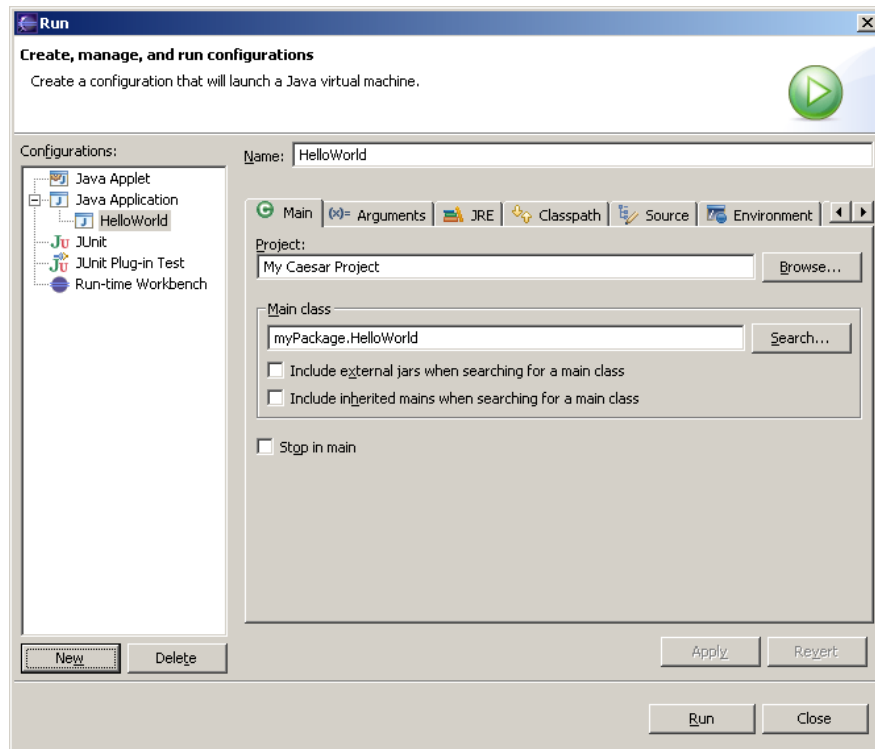 Run
Create, manage, and run configurations
Create a configuration that will launch a Java virtual machine.
Configurations:
Java Applet
Java Application
HelloWorld
JUnit
JUnit Plug-in Test
Run-time Workbench
New
Delete
Name: HelloWorld
Main (x)= Arguments JRE Classpath Source Environment
Project:
My Caesar Project Browse...
Main class
myPackage.HelloWorld Search...
Include external jars when searching for a main class
Include inherited mains when searching for a main class
Stop in main
Apply Revert
Run Close